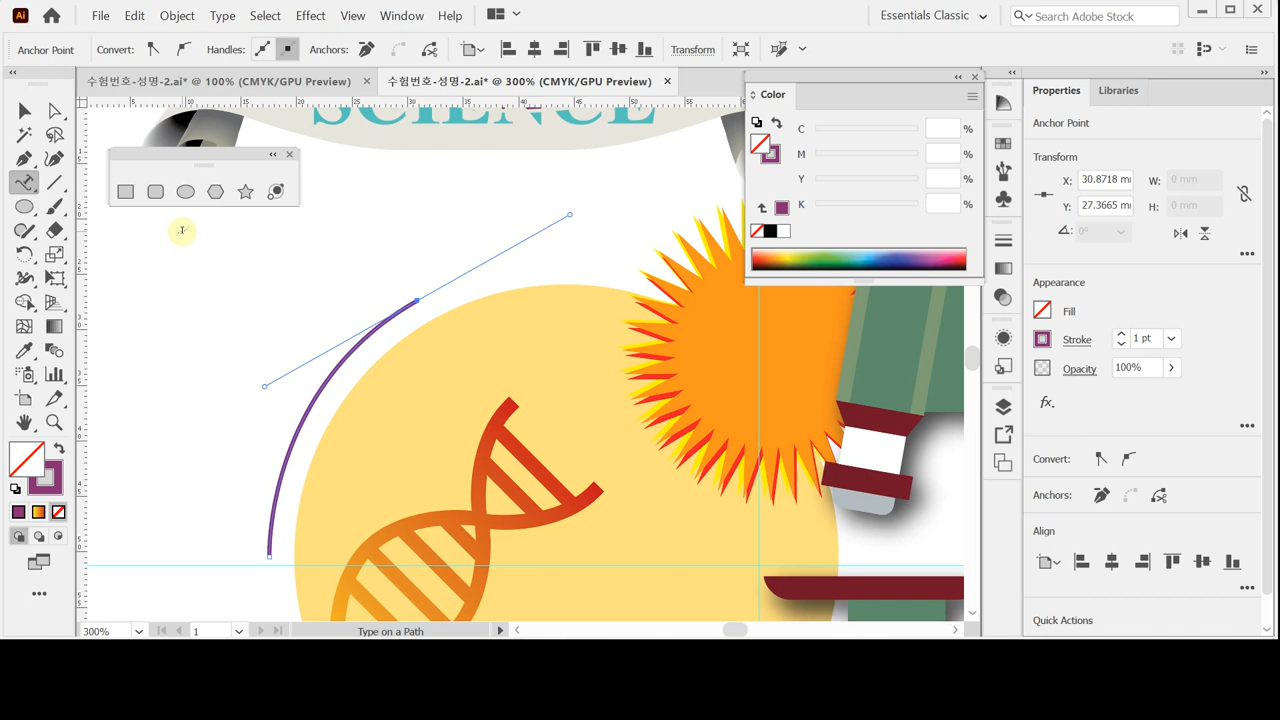 Ai File Edit Object Type Select Effect View Window Help Essentials Classic Search Adobe Stock
Anchor Point Convert: Handles: Anchors: Transform
수험번호-성명-2.ai* @ 100% (CMYK/GPU Preview) 수험번호-성명-2.ai* @ 300% (CMYK/GPU Preview)
Color
Properties Libraries
SCIENCE
Anchor Point
C %
M %
Y %
K %
Transform
X: 30.8718 m W: 0 mm
Y: 27.3665 m H: 0 mm
0°
Appearance
Fill
Stroke 1 pt
Opacity 100%
fx.
Convert:
Anchors:
Align
Quick Actions
300% 1 Type on a Path